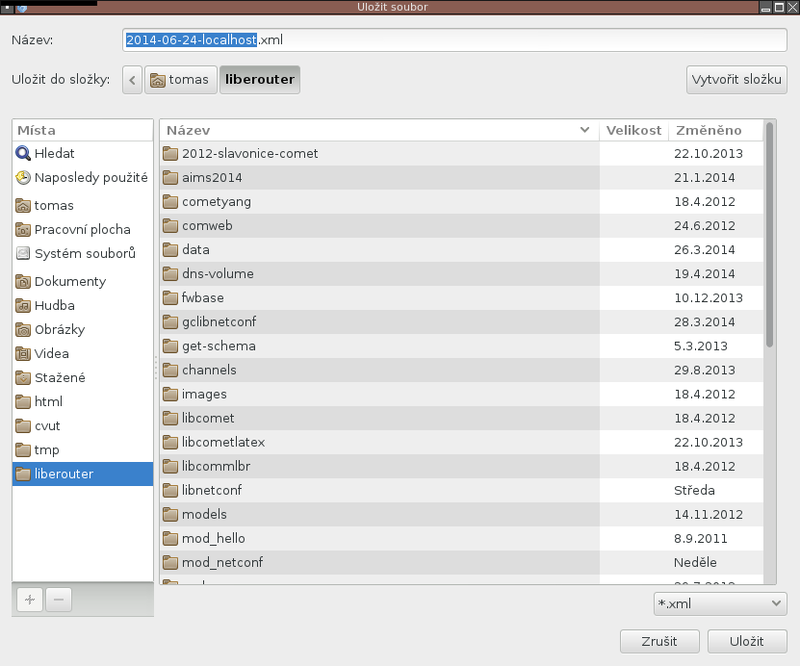 Uložit soubor
Název: 2014-06-24-localhost.xml
Uložit do složky: tomas liberouter Vytvořit složku
Místa
Hledat
Naposledy použité
tomas
Pracovní plocha
Systém souborů
Dokumenty
Hudba
Obrázky
Videa
Stažené
html
cvut
tmp
liberouter
Název Velikost Změněno
2012-slavonice-comet 22.10.2013
aims2014 21.1.2014
cometyang 18.4.2012
comweb 24.6.2012
data 26.3.2014
dns-volume 19.4.2014
fwbase 10.12.2013
gclibnetconf 28.3.2014
get-schema 5.3.2013
channels 29.8.2013
images 18.4.2012
libcomet 18.4.2012
libcometlatex 22.10.2013
libcommlbr 18.4.2012
libnetconf Středa
models 14.11.2012
mod_hello 8.9.2011
mod_netconf Neděle
*.xml
Zrušit Uložit